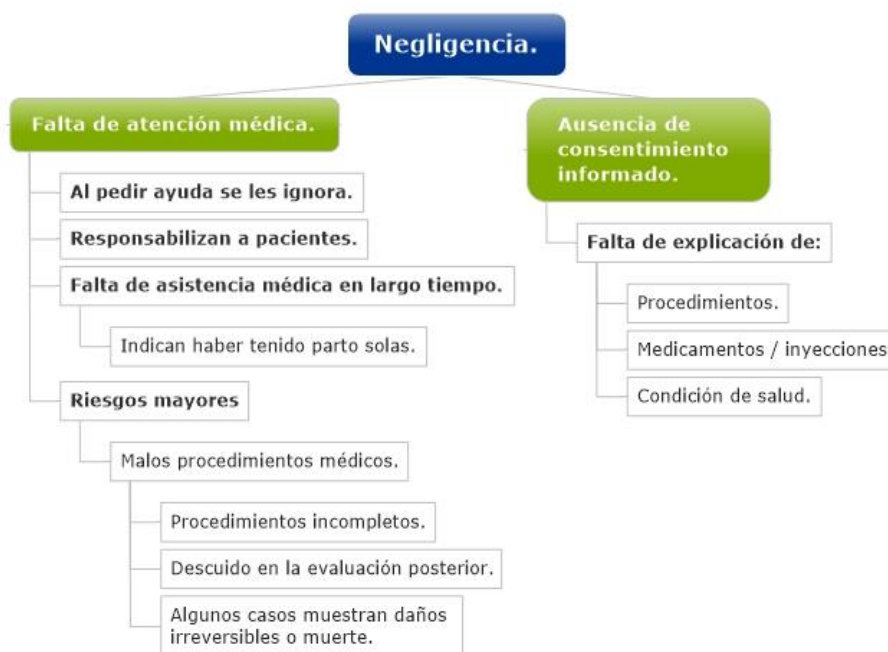 Negligencia.
Falta de atención médica.
Al pedir ayuda se les ignora.
Responsabilizan a pacientes.
Falta de asistencia médica en largo tiempo.
Indican haber tenido parto solas.
Riesgos mayores
Malos procedimientos médicos.
Procedimientos incompletos.
Descuido en la evaluación posterior.
Algunos casos muestran daños
irreversibles o muerte.
Ausencia de
consentimiento
informado.
Falta de explicación de:
Procedimientos.
Medicamentos / inyecciones
Condición de salud.